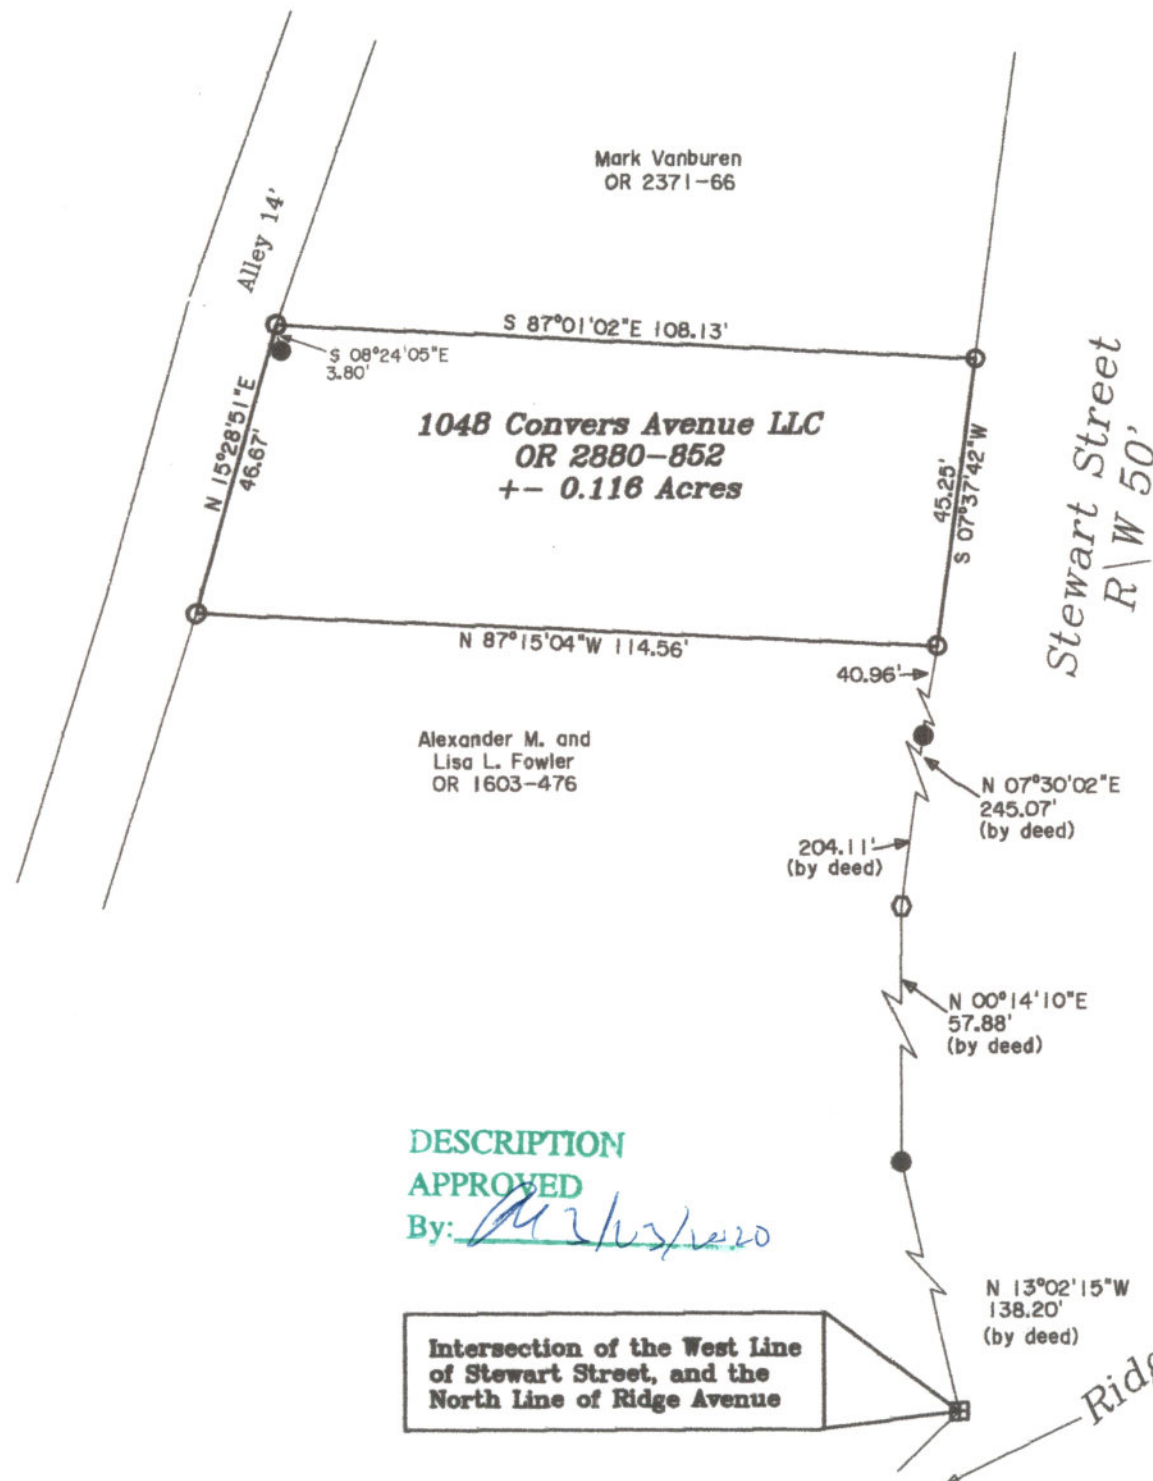 Mark Vanburen
OR 2371-66
Alley 14'
S 87°01'02"E 108.13'
S 08°24'05"E
3.80'
N 15°28'51"E
46.67'
1048 Convers Avenue LLC
OR 2880-852
+- 0.116 Acres
45.25'
S 07°37'42"W
Stewart Street
R\W 50'
N 87°15'04"W 114.56'
40.96'
Alexander M. and
Lisa L. Fowler
OR 1603-476
N 07°30'02"E
245.07'
(by deed)
204.11'
(by deed)
N 00°14'10"E
57.88'
(by deed)
DESCRIPTION
APPROVED
By: 3/23/2020
N 13°02'15"W
138.20'
(by deed)
Intersection of the West Line
of Stewart Street, and the
North Line of Ridge Avenue